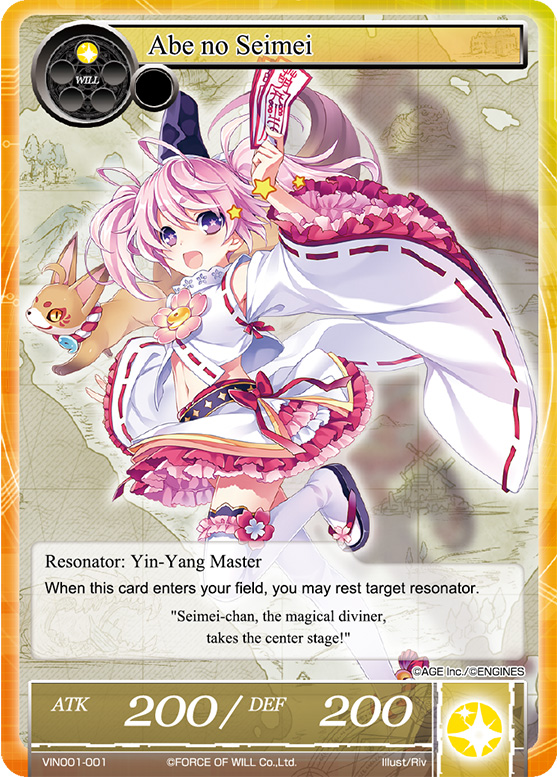 Abe no Seimei
WILL
Resonator: Yin-Yang Master
When this card enters your field, you may rest target resonator.
"Seimei-chan, the magical diviner,
takes the center stage!"
©AGE Inc./©ENGINES
ATK 200/ DEF 200
VIN001-001 ©FORCE OF WILL Co.,Ltd. Illust/Riv